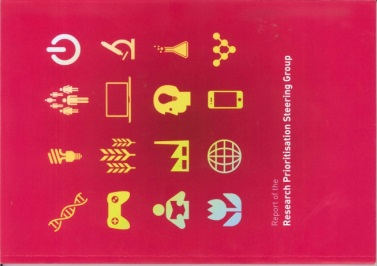 Report of the
Research Prioritisation Steering Group